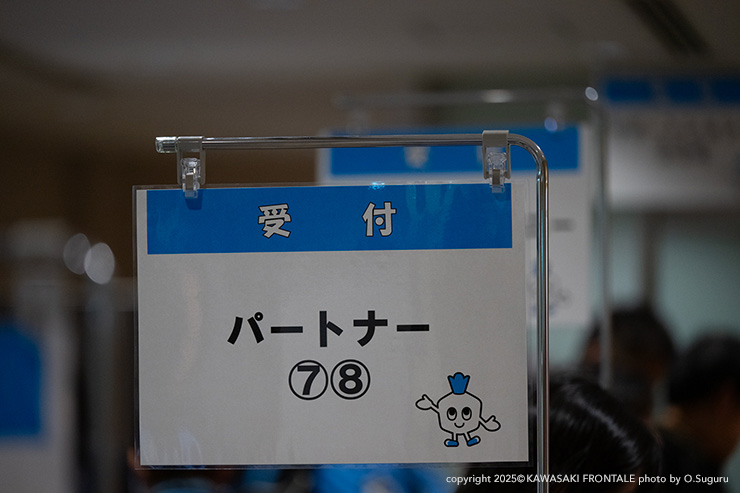 受付
パートナー
⑦⑧
copyright 2025©KAWASAKI FRONTALE photo by O.Suguru